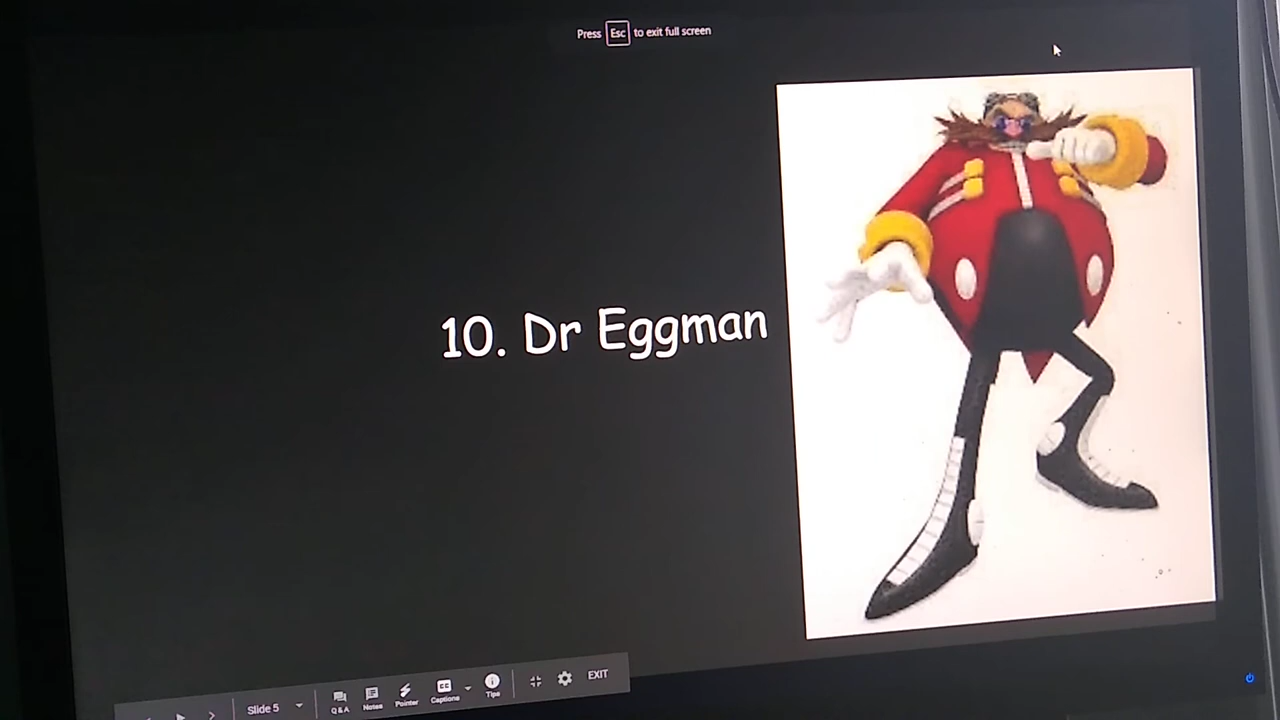 Press Esc to exit full screen
10. Dr Eggman
Slide 5
Q&A
Notes
Pointer
Captions
Tips
EXIT